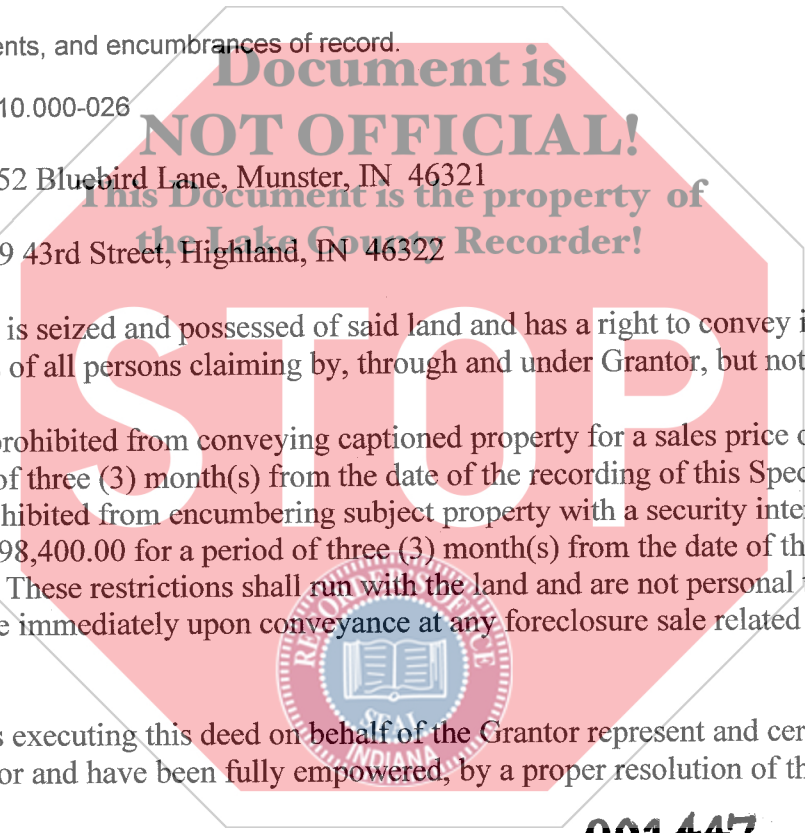 ents, and encumbrances of record.
Document is
10.000-026
NOT OFFICIAL!
52 Bluebird Lane, Munster, IN 46321
This Document is the property of
9 43rd Street, Highland, IN 46322
the Lake County Recorder!
is seized and possessed of said land and has a right to convey i
of all persons claiming by, through and under Grantor, but not
STOP
prohibited from conveying captioned property for a sales price o
of three (3) month(s) from the date of the recording of this Spec
hibited from encumbering subject property with a security inte
98,400.00 for a period of three (3) month(s) from the date of th
These restrictions shall run with the land and are not personal
e immediately upon conveyance at any foreclosure sale related
RECORDER'S OFFICE
SEAL
INDIANA
s executing this deed on behalf of the Grantor represent and cer
or and have been fully empowered, by a proper resolution of th
001447